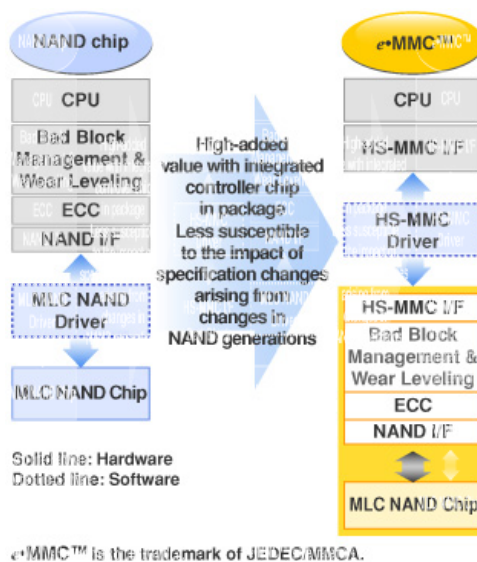 NAND chip
CPU
Bad Block
Management &
Wear Leveling
ECC
NAND I/F
MLC NAND
Driver
MLC NAND Chip
Solid line: Hardware
Dotted line: Software
High-added
value with integrated
controller chip
in package
Less susceptible
to the impact of
specification changes
arising from
changes in
NAND generations
e•MMC™
CPU
HS-MMC I/F
HS-MMC
Driver
HS-MMC I/F
Bad Block
Management &
Wear Leveling
ECC
NAND I/F
MLC NAND Chip
e•MMC™ is the trademark of JEDEC/MMCA.